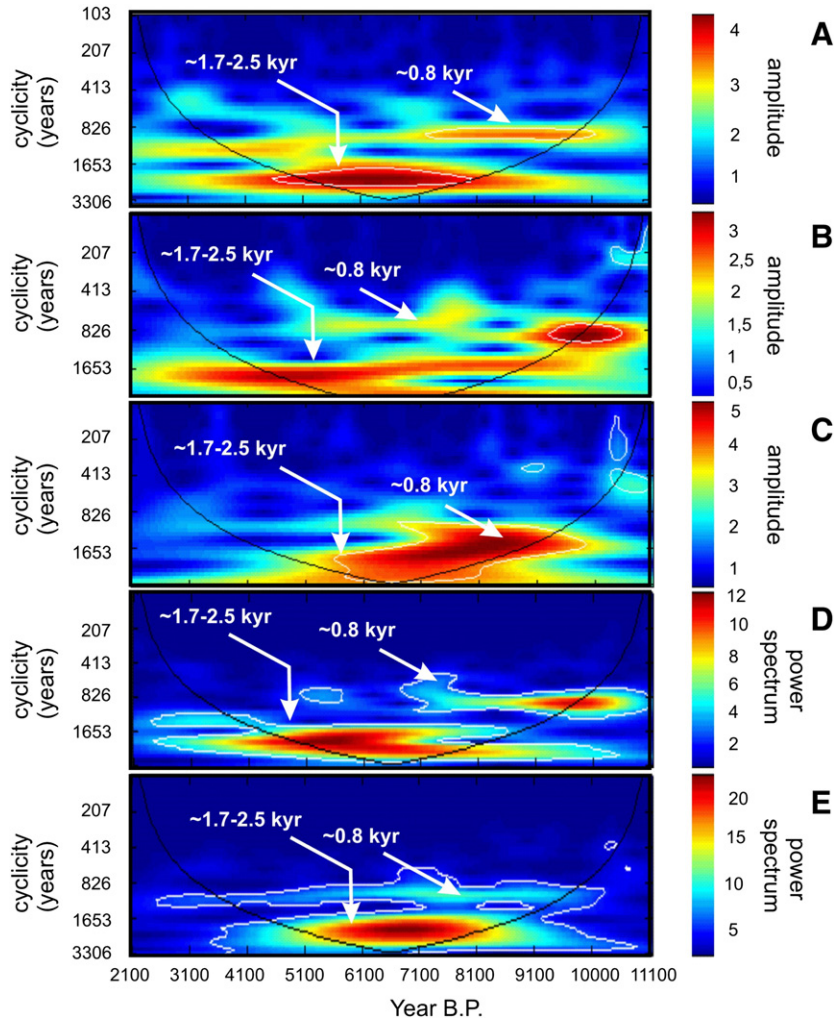 103
207
413
826
1653
3306
cyclicity
(years)
~1.7-2.5 kyr
~0.8 kyr
4
3
2
1
amplitude
A
207
413
826
1653
cyclicity
(years)
~1.7-2.5 kyr
~0.8 kyr
3
2,5
2
1,5
1
0,5
amplitude
B
207
413
826
1653
cyclicity
(years)
~1.7-2.5 kyr
~0.8 kyr
5
4
3
2
1
amplitude
C
207
413
826
1653
cyclicity
(years)
~1.7-2.5 kyr
~0.8 kyr
12
10
8
6
4
2
power
spectrum
D
207
413
826
1653
3306
cyclicity
(years)
~1.7-2.5 kyr
~0.8 kyr
20
15
10
5
power
spectrum
E
2100 3100 4100 5100 6100 7100 8100 9100 10000 11100
Year B.P.